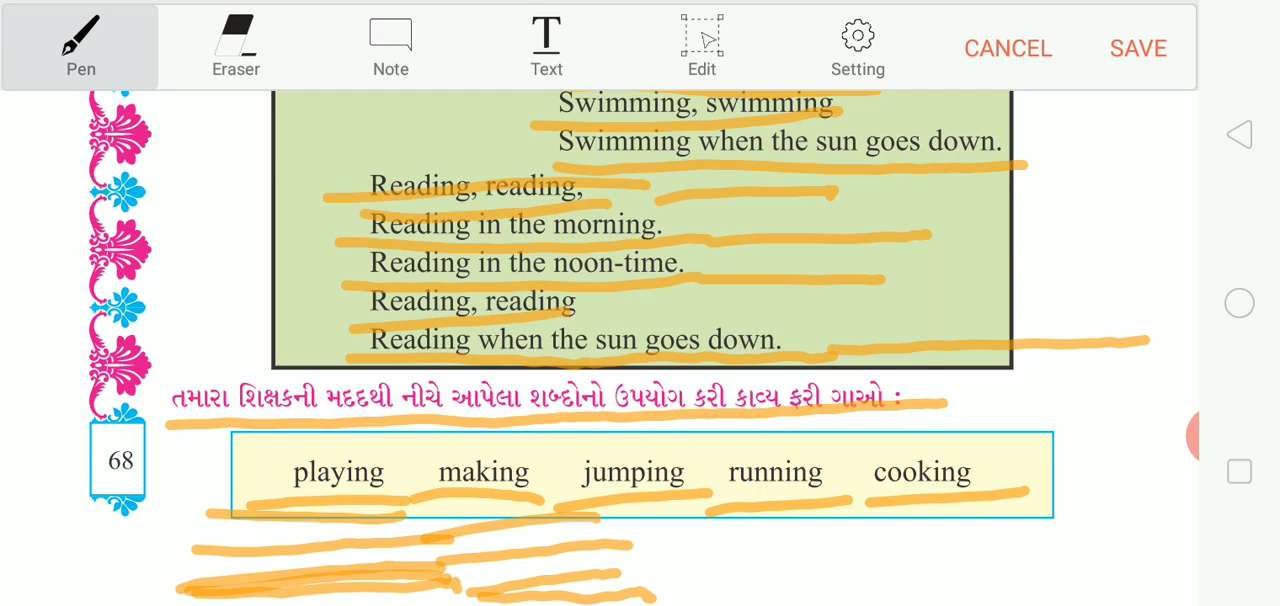 Pen
Eraser
Note
Text
Edit
Setting
CANCEL
SAVE
Swimming, swimming
Swimming when the sun goes down.
Reading, reading,
Reading in the morning.
Reading in the noon-time.
Reading, reading
Reading when the sun goes down.
તમારા શિક્ષકની મદદથી નીચે આપેલા શબ્દોનો ઉપયોગ કરી કાવ્ય ફરી ગાઓ :
68
playing making jumping running cooking